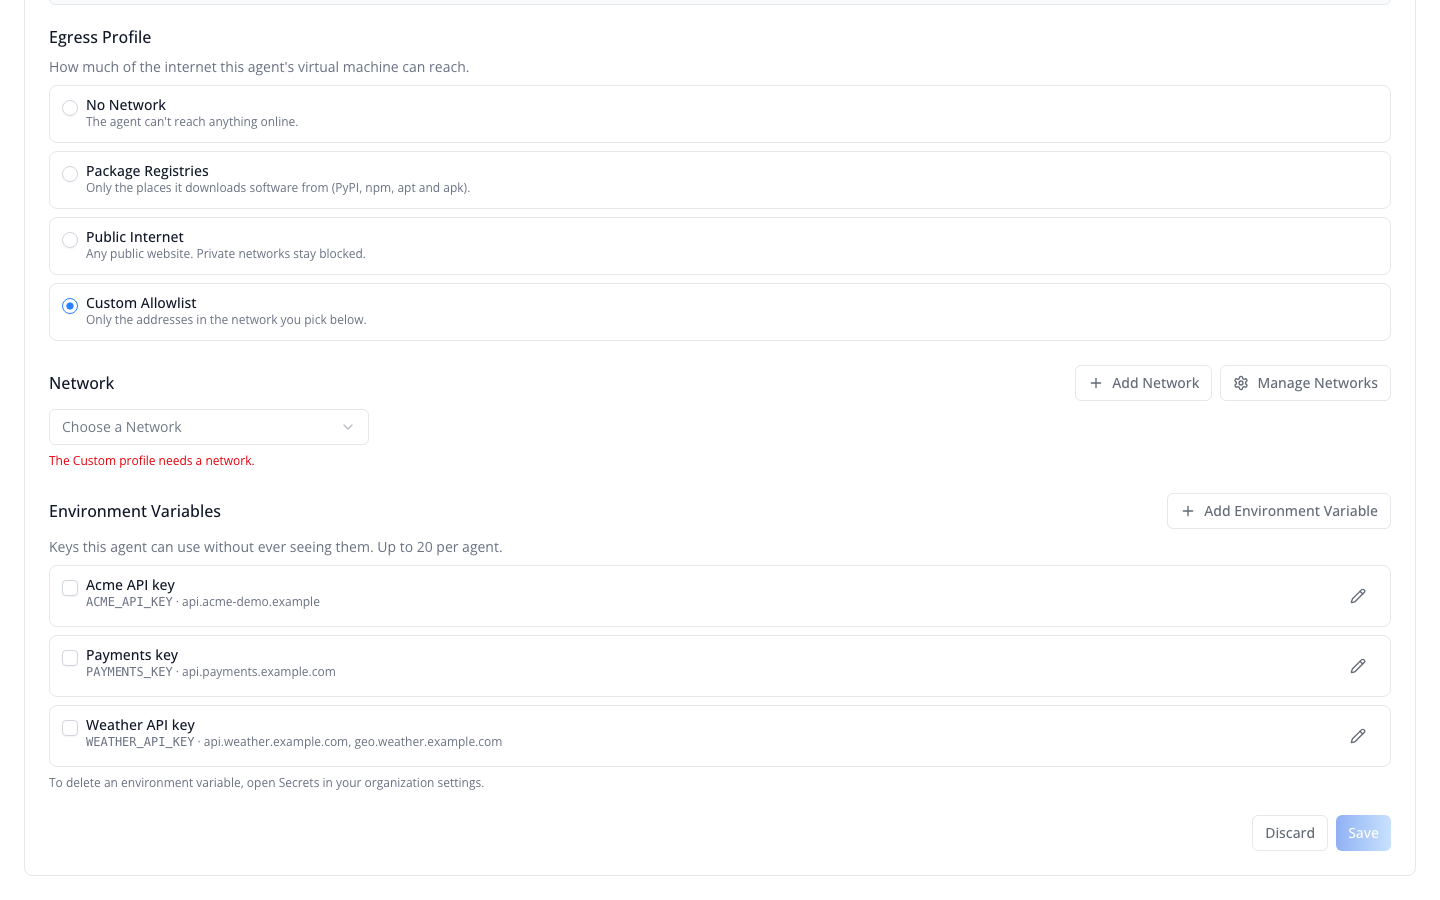 Egress Profile
How much of the internet this agent's virtual machine can reach.
No Network
The agent can't reach anything online.
Package Registries
Only the places it downloads software from (PyPI, npm, apt and apk).
Public Internet
Any public website. Private networks stay blocked.
Custom Allowlist
Only the addresses in the network you pick below.
Network
Add Network
Manage Networks
Choose a Network
The Custom profile needs a network.
Environment Variables
Add Environment Variable
Keys this agent can use without ever seeing them. Up to 20 per agent.
Acme API key
ACME_API_KEY · api.acme-demo.example
Payments key
PAYMENTS_KEY · api.payments.example.com
Weather API key
WEATHER_API_KEY · api.weather.example.com, geo.weather.example.com
To delete an environment variable, open Secrets in your organization settings.
Discard
Save